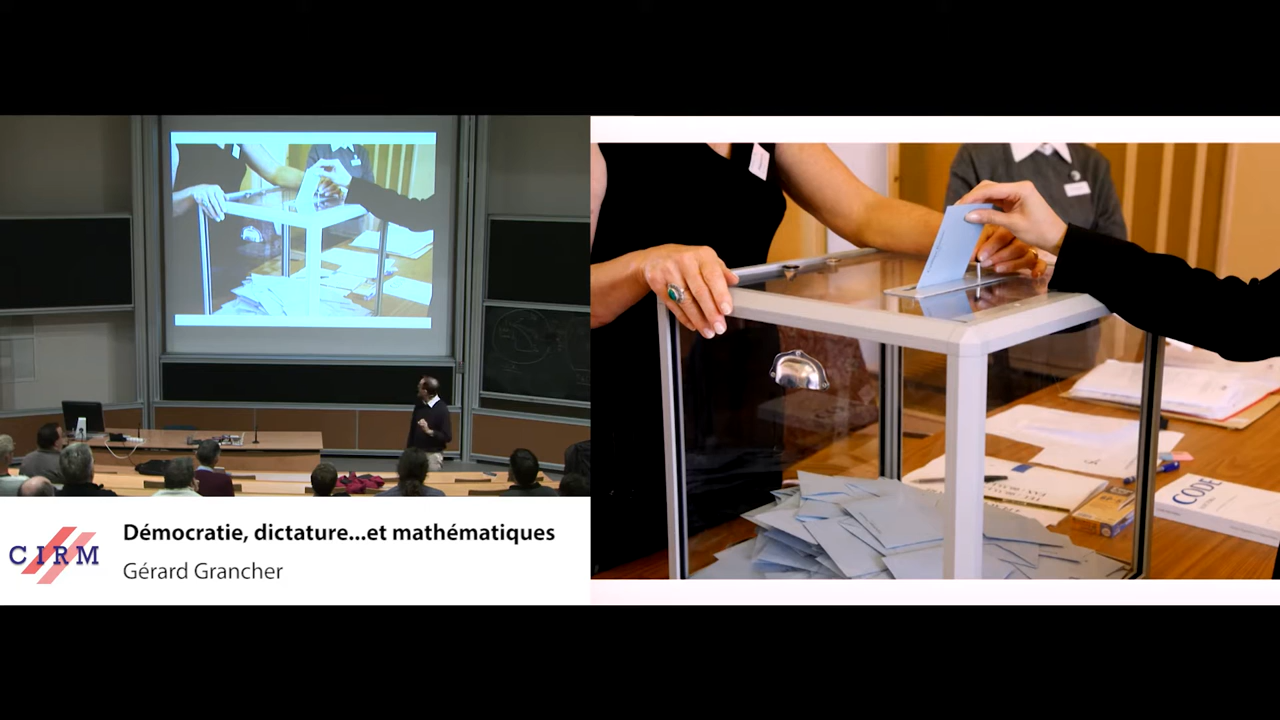 CODE
CIRM
Démocratie, dictature...et mathématiques
Gérard Grancher